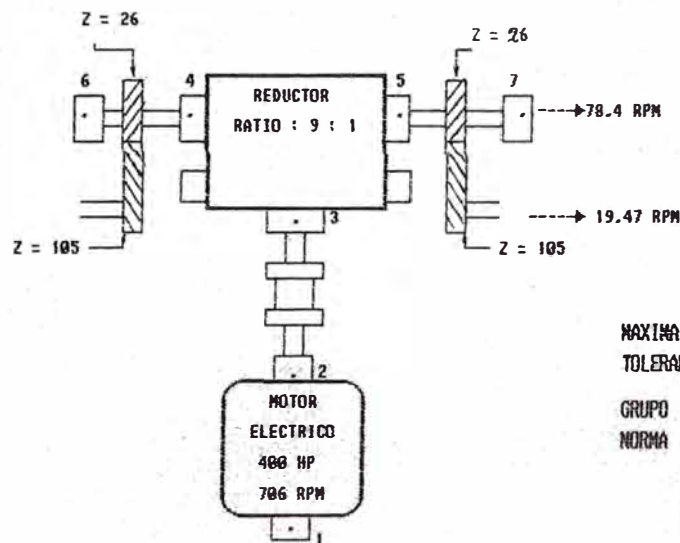 Z = 26
Z = 26
6
4
5
7
REDUCTOR
RATIO : 9 : 1
78.4 RPM
3
19.47 RPM
Z = 105
Z = 105
MAXIMA
TOLERA
2
MOTOR
ELECTRICO
400 HP
706 RPM
GRUPO
NORMA
1